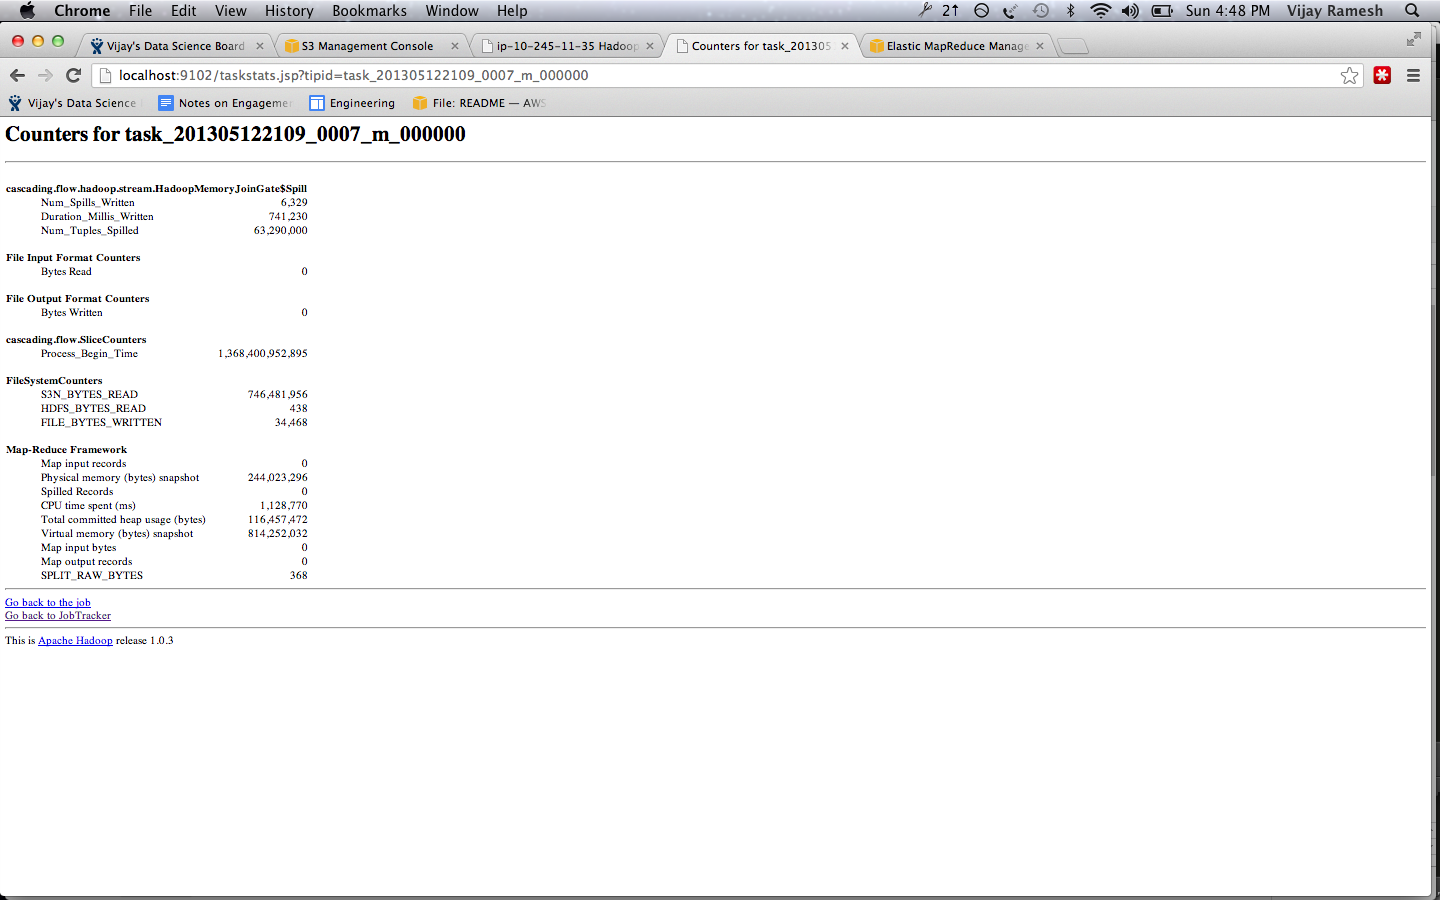 Chrome File Edit View History Bookmarks Window Help 2↑ Sun 4:48 PM Vijay Ramesh
Vijay's Data Science Board S3 Management Console ip-10-245-11-35 Hadoop Counters for task_201305 Elastic MapReduce Manage
localhost:9102/taskstats.jsp?tipid=task_201305122109_0007_m_000000
Vijay's Data Science Notes on Engageme Engineering File: README — AWS
Counters for task_201305122109_0007_m_000000
cascading.flow.hadoop.stream.HadoopMemoryJoinGate$Spill
Num_Spills_Written 6,329
Duration_Millis_Written 741,230
Num_Tuples_Spilled 63,290,000
File Input Format Counters
Bytes Read 0
File Output Format Counters
Bytes Written 0
cascading.flow.SliceCounters
Process_Begin_Time 1,368,400,952,895
FileSystemCounters
S3N_BYTES_READ 746,481,956
HDFS_BYTES_READ 438
FILE_BYTES_WRITTEN 34,468
Map-Reduce Framework
Map input records 0
Physical memory (bytes) snapshot 244,023,296
Spilled Records 0
CPU time spent (ms) 1,128,770
Total committed heap usage (bytes) 116,457,472
Virtual memory (bytes) snapshot 814,252,032
Map input bytes 0
Map output records 0
SPLIT_RAW_BYTES 368
Go back to the job
Go back to JobTracker
This is Apache Hadoop release 1.0.3